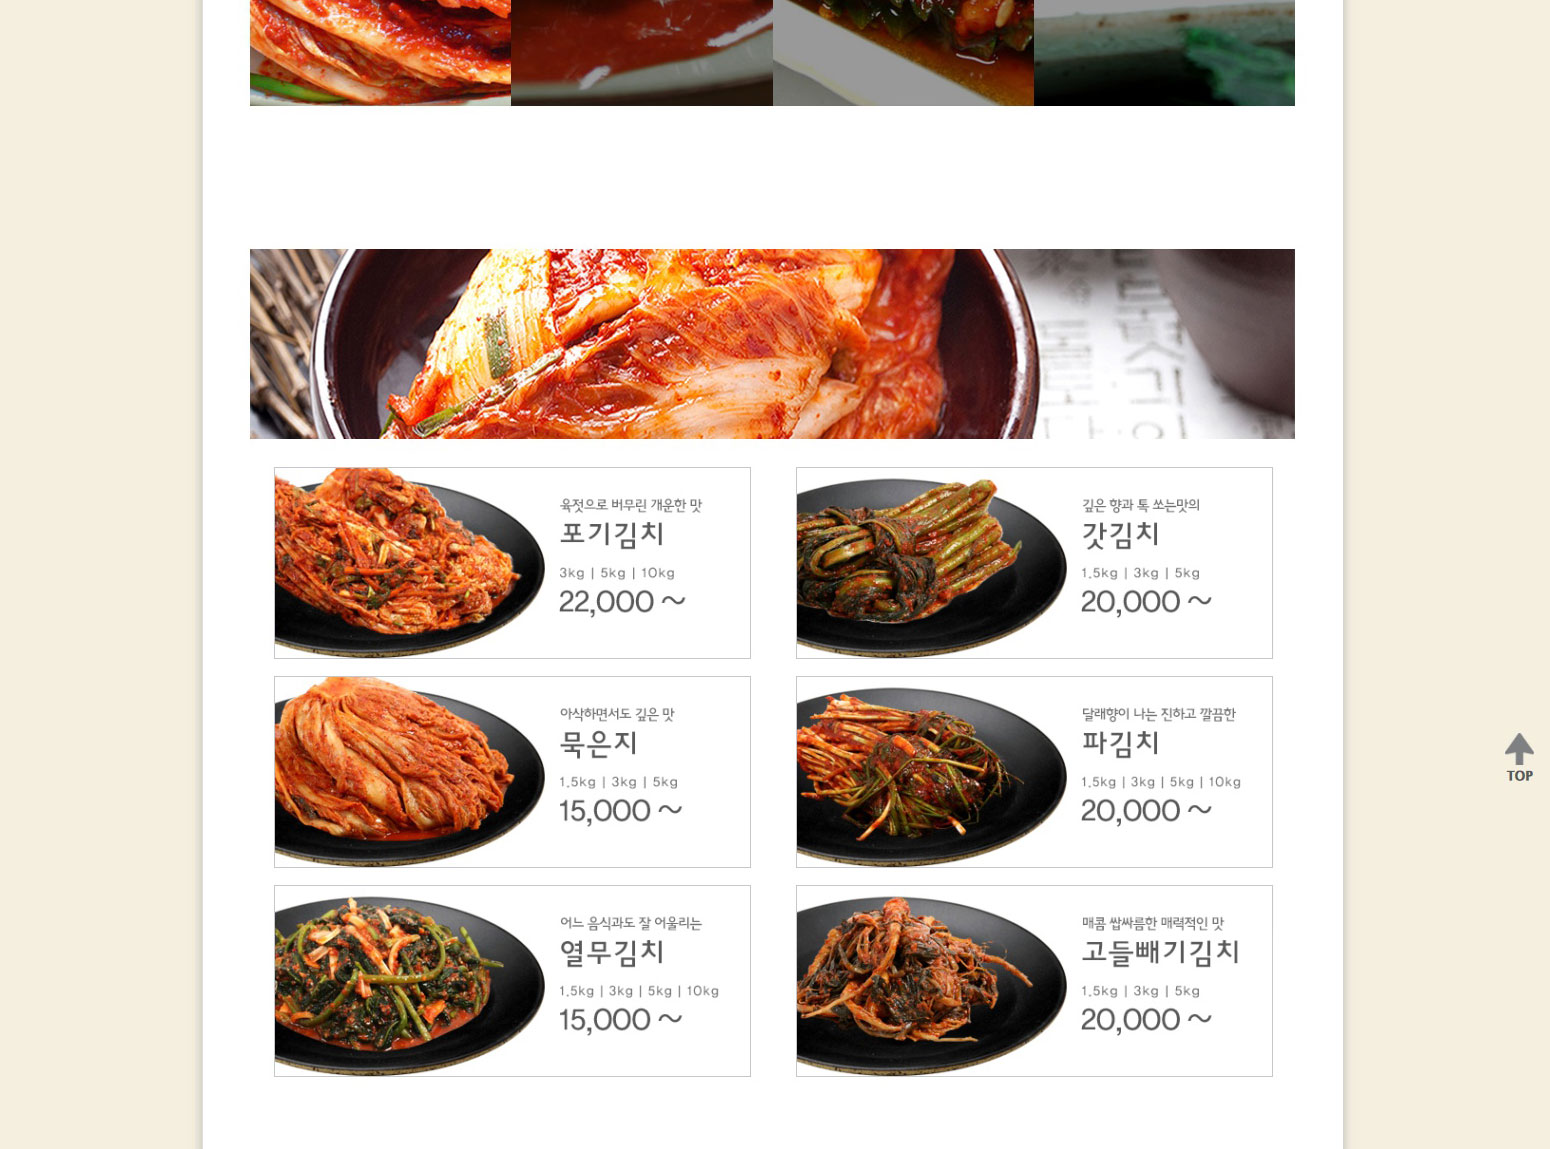 육젓으로 버무린 개운한 맛
포기김치
3kg | 5kg | 10kg
22,000 ~
깊은 향과 톡 쏘는맛의
갓김치
1.5kg | 3kg | 5kg
20,000 ~
아삭하면서도 깊은 맛
묵은지
1.5kg | 3kg | 5kg
15,000 ~
달래향이 나는 진하고 깔끔한
파김치
1.5kg | 3kg | 5kg | 10kg
20,000 ~
TOP
어느 음식과도 잘 어울리는
열무김치
1.5kg | 3kg | 5kg | 10kg
15,000 ~
매콤 쌉싸름한 매력적인 맛
고들빼기김치
1.5kg | 3kg | 5kg
20,000 ~